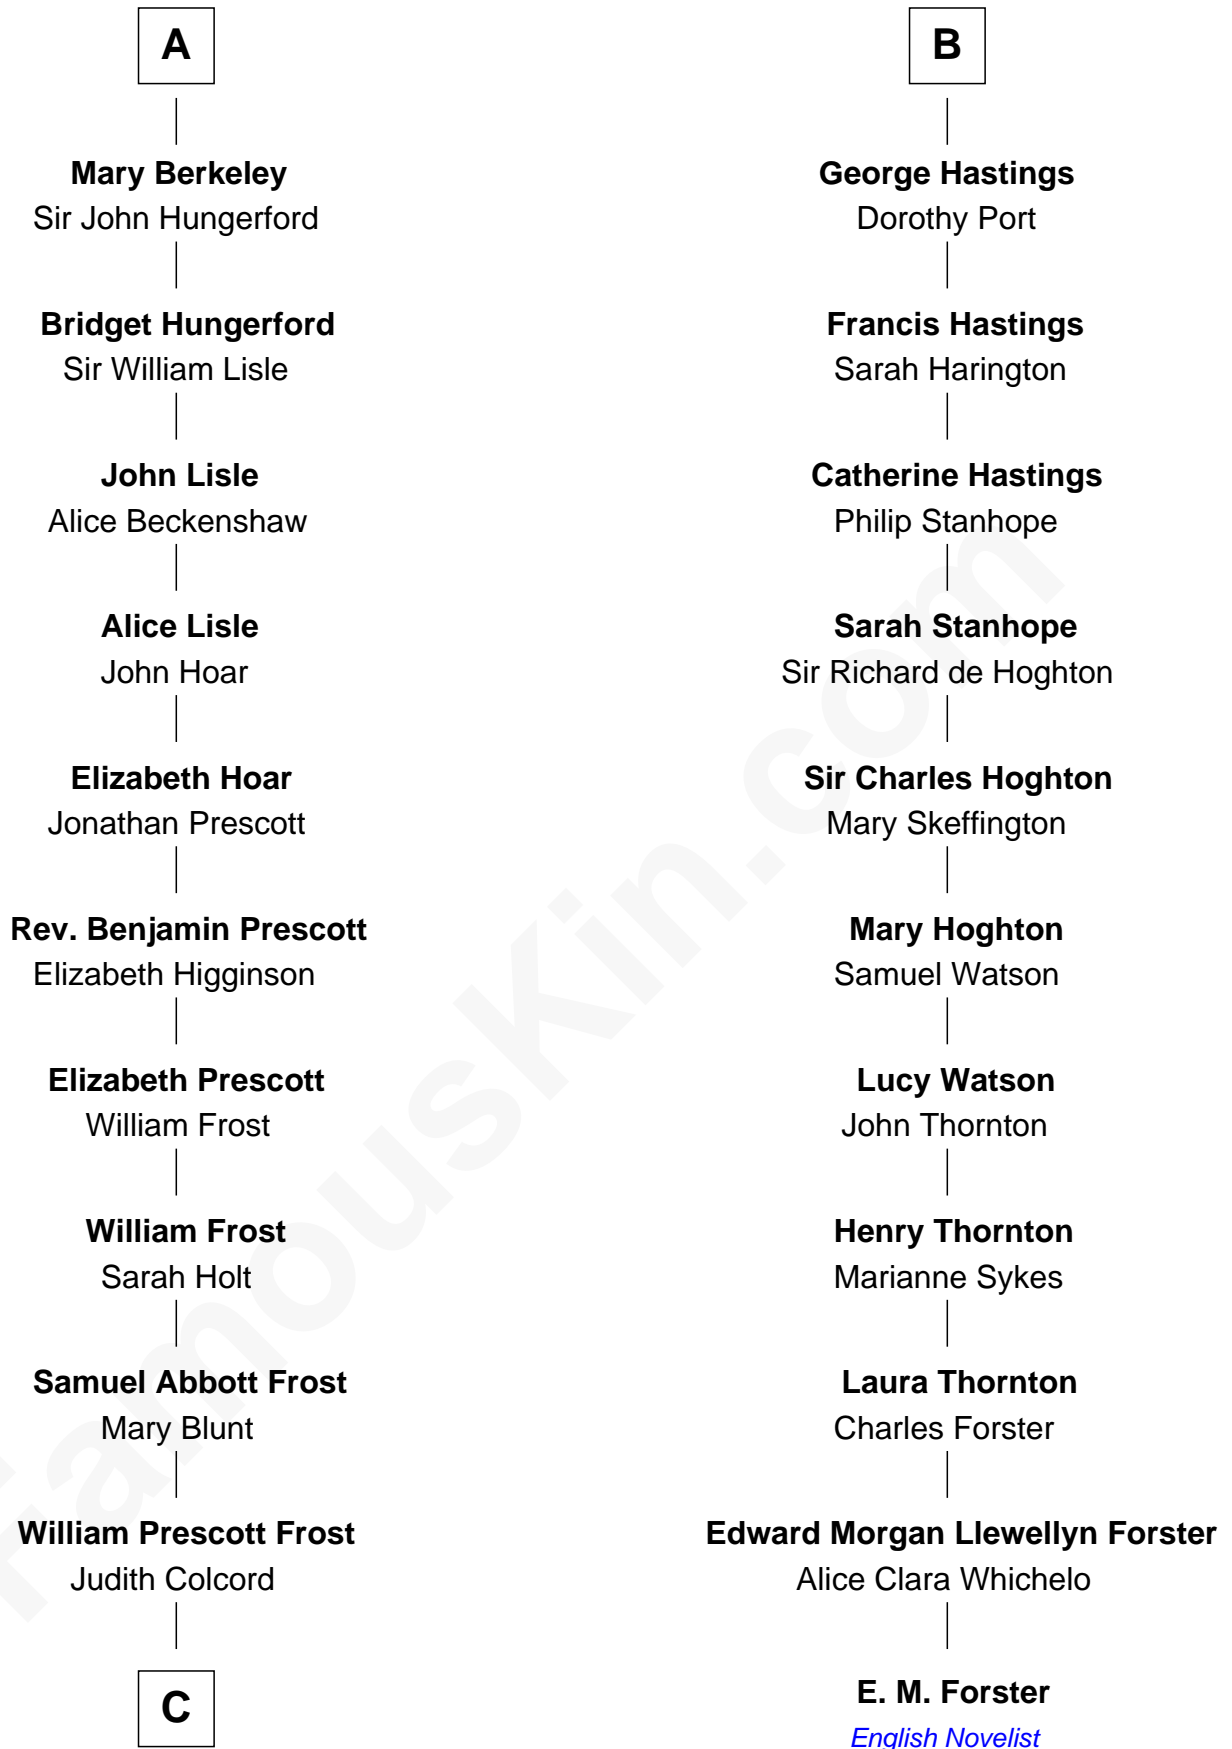 A
Mary Berkeley
Sir John Hungerford
Bridget Hungerford
Sir William Lisle
John Lisle
Alice Beckenshaw
Alice Lisle
John Hoar
Elizabeth Hoar
Jonathan Prescott
Rev. Benjamin Prescott
Elizabeth Higginson
Elizabeth Prescott
William Frost
William Frost
Sarah Holt
Samuel Abbott Frost
Mary Blunt
William Prescott Frost
Judith Colcord
C
B
George Hastings
Dorothy Port
Francis Hastings
Sarah Harington
Catherine Hastings
Philip Stanhope
Sarah Stanhope
Sir Richard de Hoghton
Sir Charles Hoghton
Mary Skeffington
Mary Hoghton
Samuel Watson
Lucy Watson
John Thornton
Henry Thornton
Marianne Sykes
Laura Thornton
Charles Forster
Edward Morgan Llewellyn Forster
Alice Clara Whichelo
E. M. Forster
English Novelist
FamousKin.com